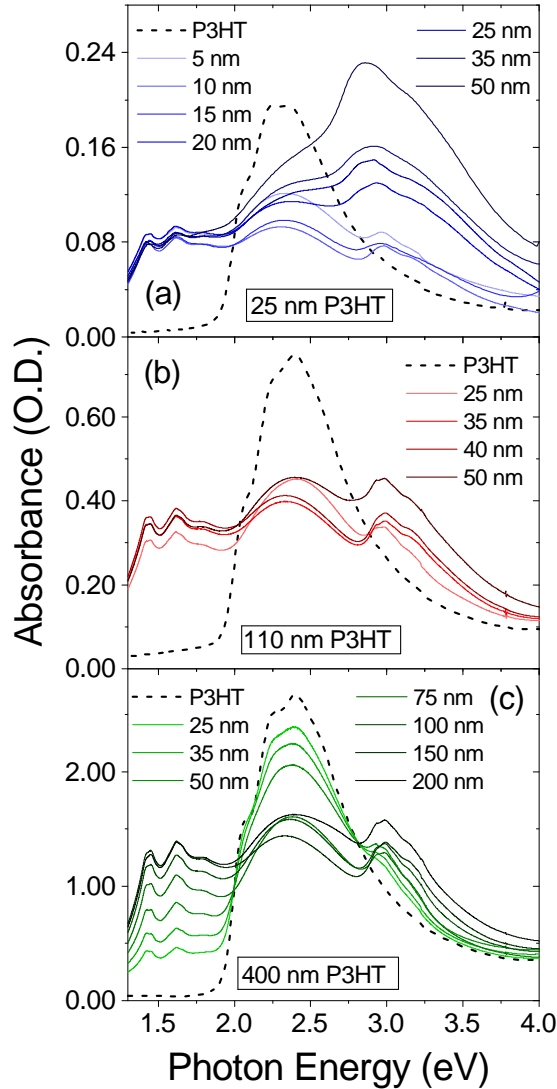 0.28
P3HT
5 nm
10 nm
15 nm
20 nm
25 nm
35 nm
50 nm
0.16
0.08
(a)
25 nm P3HT
0.00
(b)
P3HT
25 nm
35 nm
40 nm
50 nm
0.60
0.40
0.20
110 nm P3HT
0.00
P3HT
25 nm
35 nm
50 nm
75 nm
100 nm
150 nm
200 nm
(c)
2.00
1.00
400 nm P3HT
0.00
1.5 2.0 2.5 3.0 3.5 4.0
Photon Energy (eV)
Absorbance (O.D.)